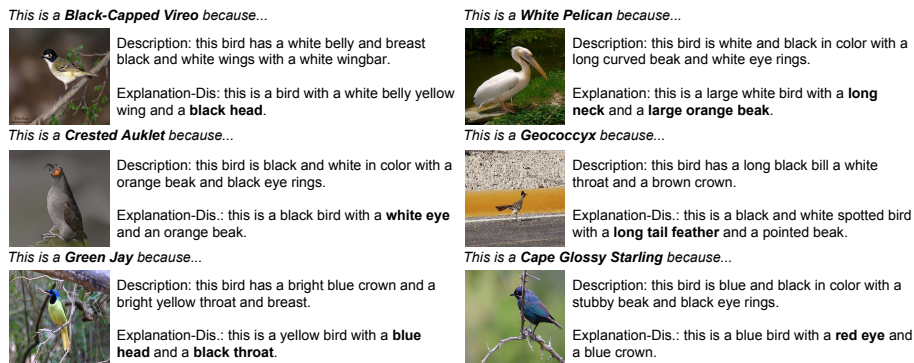 This is a Black-Capped Vireo because...
Description: this bird has a white belly and breast
black and white wings with a white wingbar.
Explanation-Dis: this is a bird with a white belly yellow
wing and a black head.
This is a Crested Auklet because...
Description: this bird is black and white in color with a
orange beak and black eye rings.
Explanation-Dis.: this is a black bird with a white eye
and an orange beak.
This is a Green Jay because...
Description: this bird has a bright blue crown and a
bright yellow throat and breast.
Explanation-Dis.: this is a yellow bird with a blue
head and a black throat.
This is a White Pelican because...
Description: this bird is white and black in color with a
long curved beak and white eye rings.
Explanation: this is a large white bird with a long
neck and a large orange beak.
This is a Geococcyx because...
Description: this bird has a long black bill a white
throat and a brown crown.
Explanation-Dis.: this is a black and white spotted bird
with a long tail feather and a pointed beak.
This is a Cape Glossy Starling because...
Description: this bird is blue and black in color with a
stubby beak and black eye rings.
Explanation-Dis.: this is a blue bird with a red eye and
a blue crown.